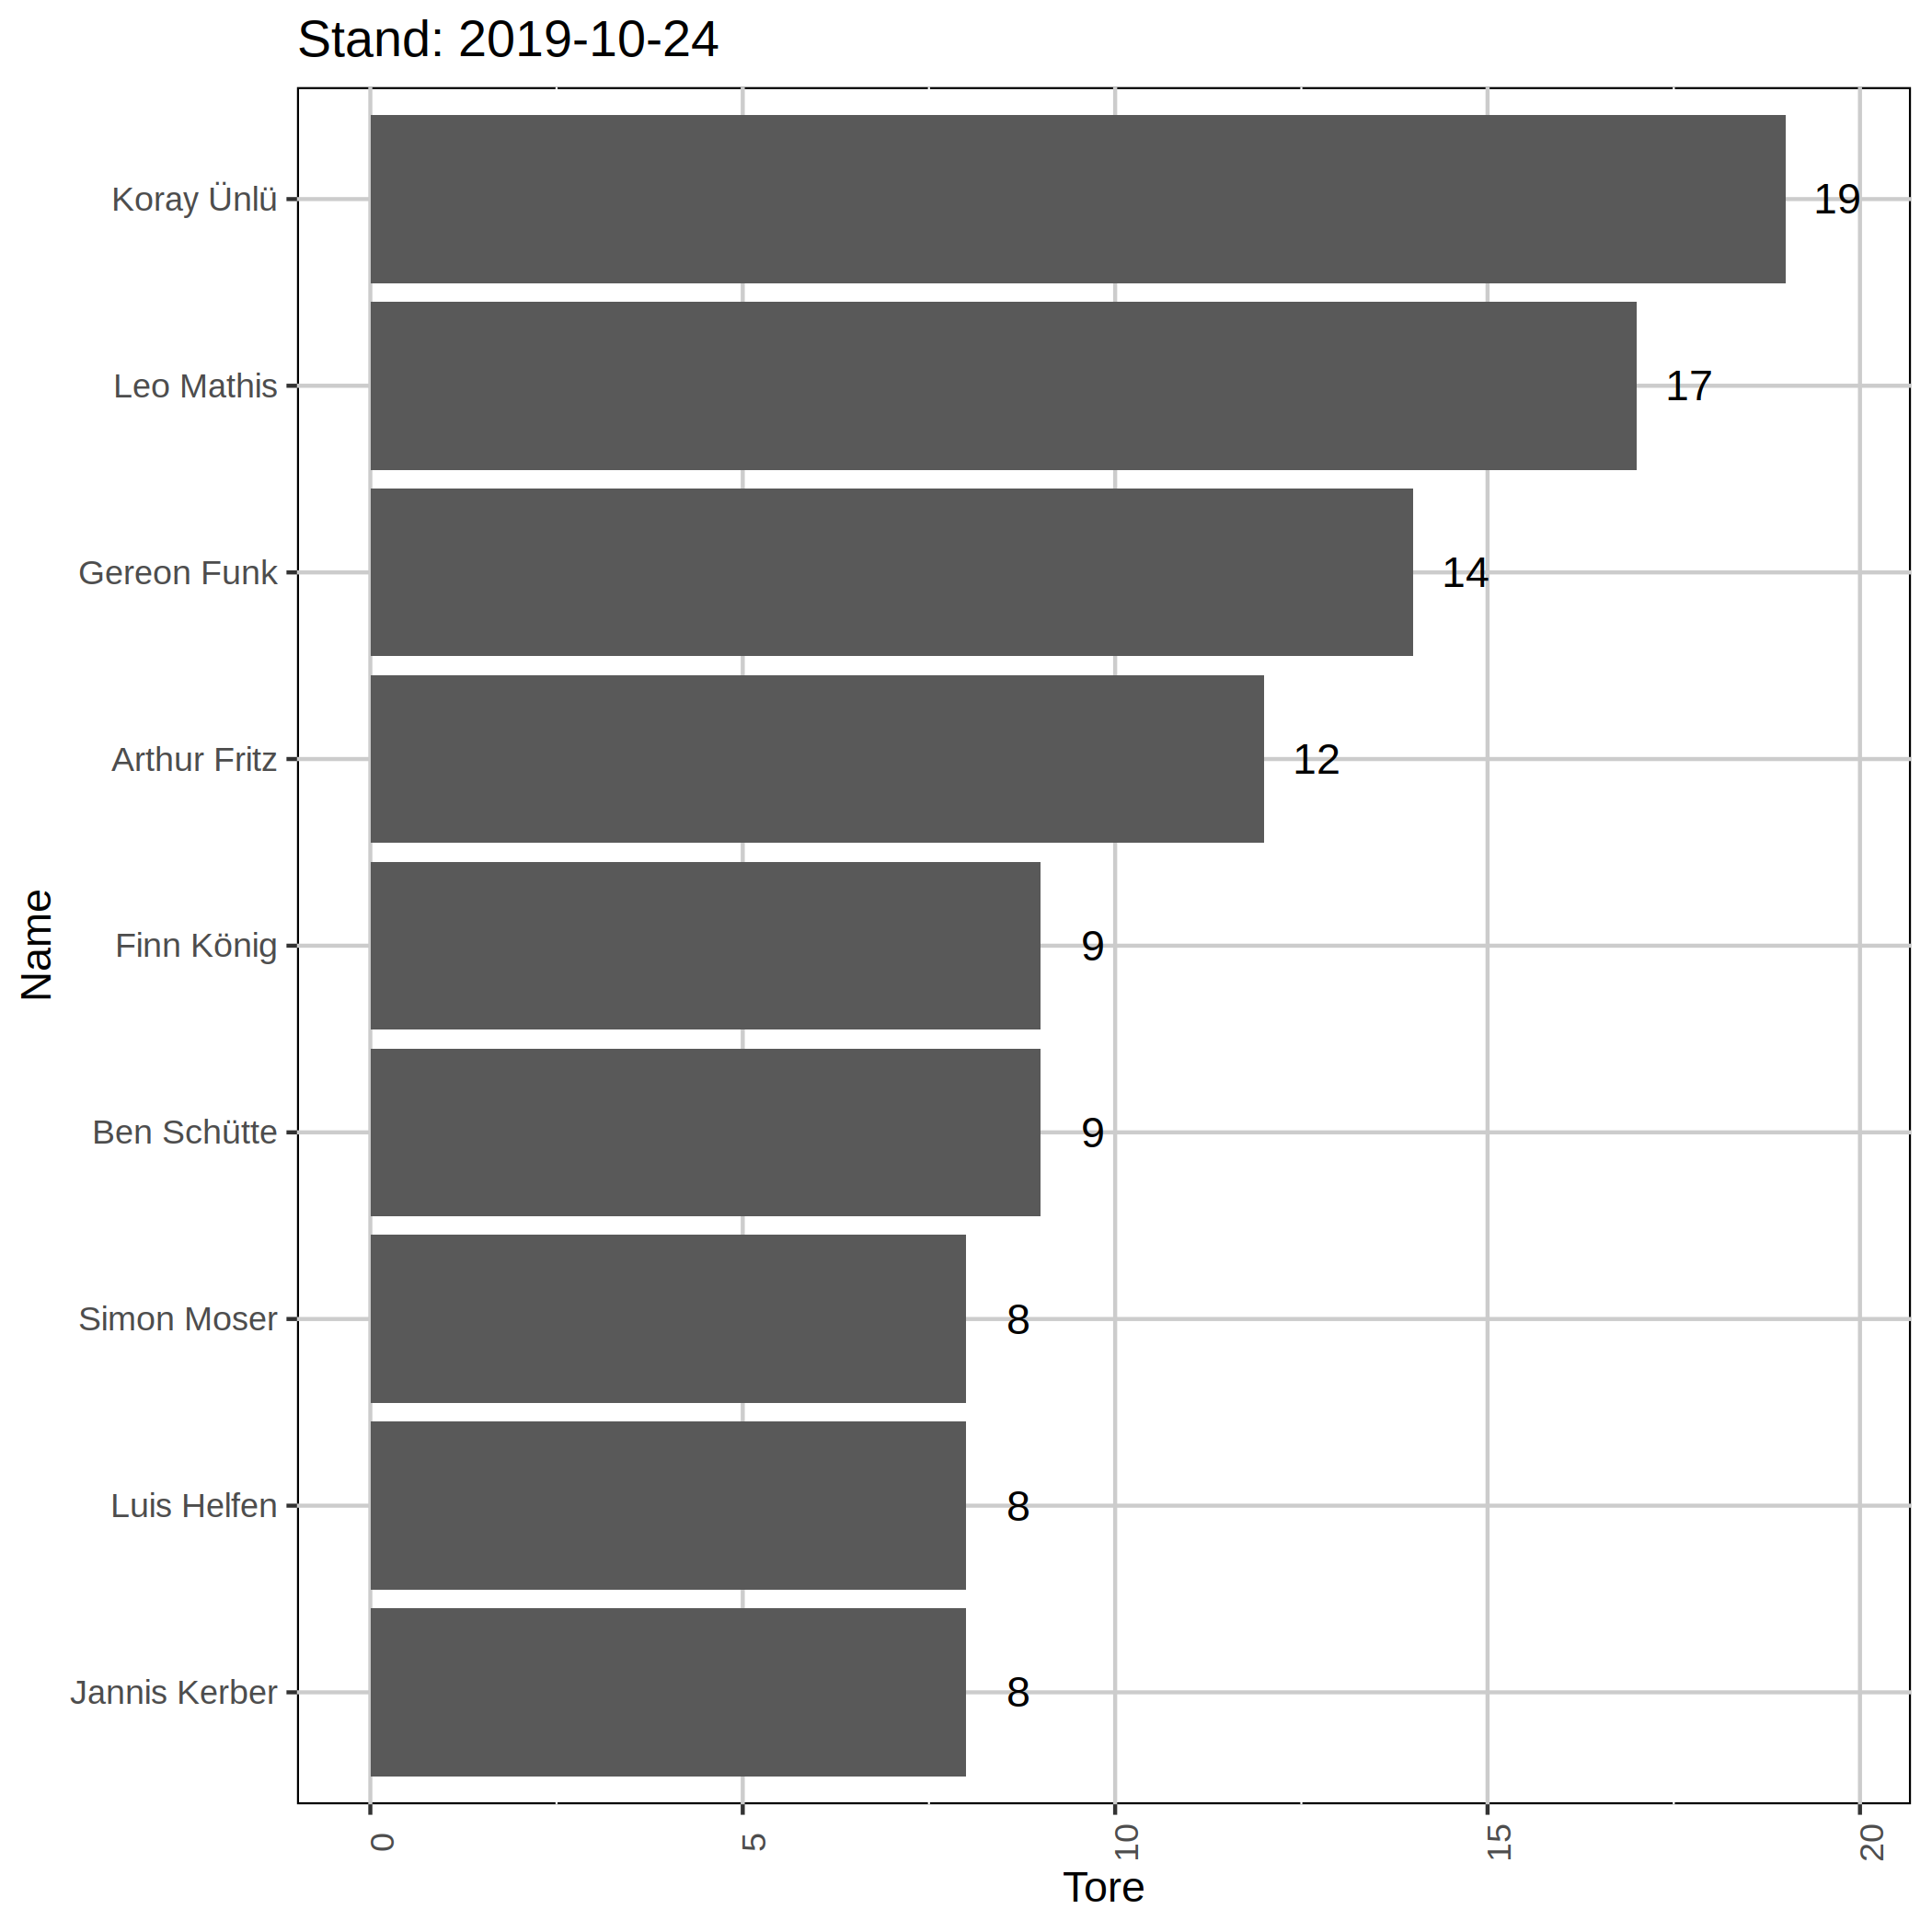 Stand: 2019-10-24
Koray Ünlü 19
Leo Mathis 17
Gereon Funk 14
Arthur Fritz 12
Finn König 9
Ben Schütte 9
Simon Moser 8
Luis Helfen 8
Jannis Kerber 8
Name
0 5 10 15 20
Tore